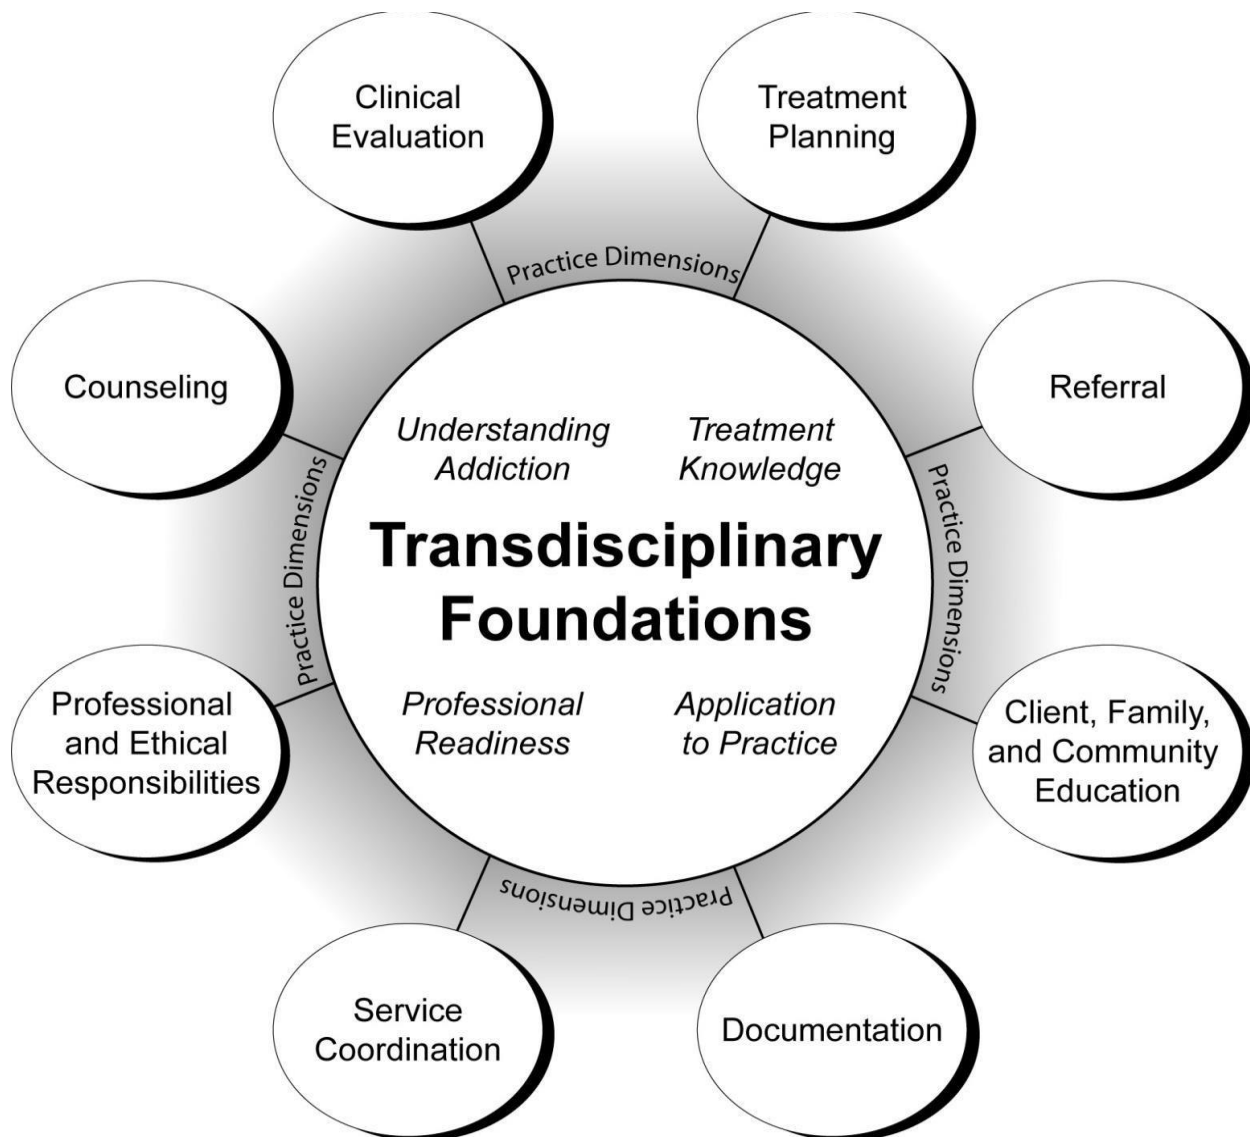 Clinical
Evaluation
Treatment
Planning
Practice Dimensions
Counseling
Referral
Understanding
Addiction
Treatment
Knowledge
Practice Dimensions
Practice Dimensions
Transdisciplinary
Foundations
Professional
Readiness
Application
to Practice
Professional
and Ethical
Responsibilities
Client, Family,
and Community
Education
Practice Dimensions
Service
Coordination
Documentation